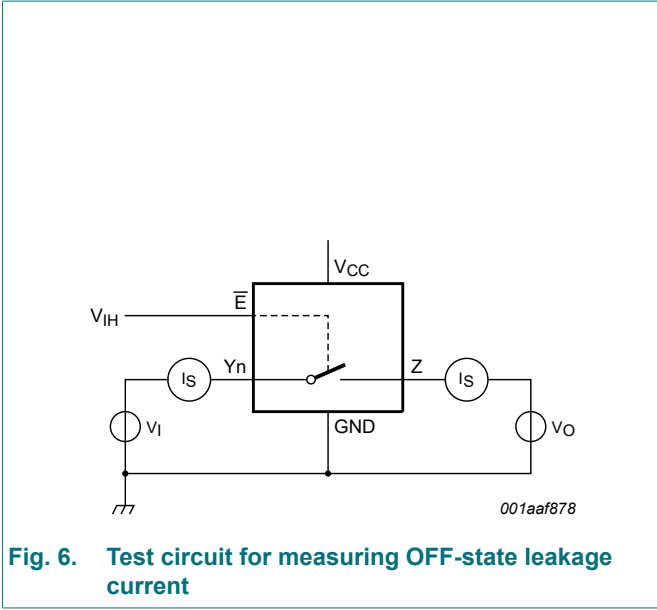 VCC
E
VIH
IS
Yn
Z
IS
VI
GND
VO
001aaf878
Fig. 6. Test circuit for measuring OFF-state leakage
current